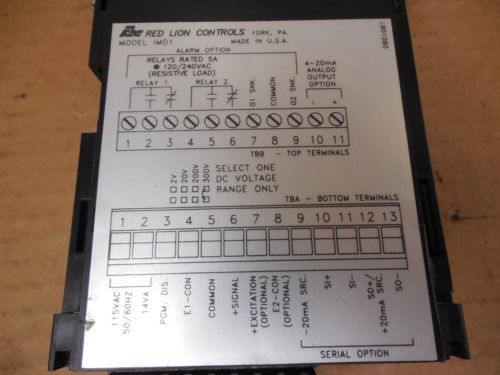 RED LION CONTROLS YORK, PA.
MODEL IMD1 MADE IN U.S.A.
LB0108D
ALARM OPTION
RELAYS RATED 5A
@ 120/240VAC
(RESISTIVE LOAD)
RELAY 1 RELAY 2
O1 SNK.
COMMON
O2 SNK.
4-20mA
ANALOG
OUTPUT
OPTION
- +
1 2 3 4 5 6 7 8 9 10 11
TBB - TOP TERMINALS
2V
20V
200V
300V
SELECT ONE
DC VOLTAGE
RANGE ONLY
TBA - BOTTOM TERMINALS
1 2 3 4 5 6 7 8 9 10 11 12 13
115VAC
50/60HZ
14VA
PGM. DIS.
E1-CON
COMMON
+SIGNAL
+EXCITATION
(OPTIONAL)
E2-CON
(OPTIONAL)
-20mA SRC.
SI+
SI-
SO+/
+20mA SRC.
SO-
SERIAL OPTION